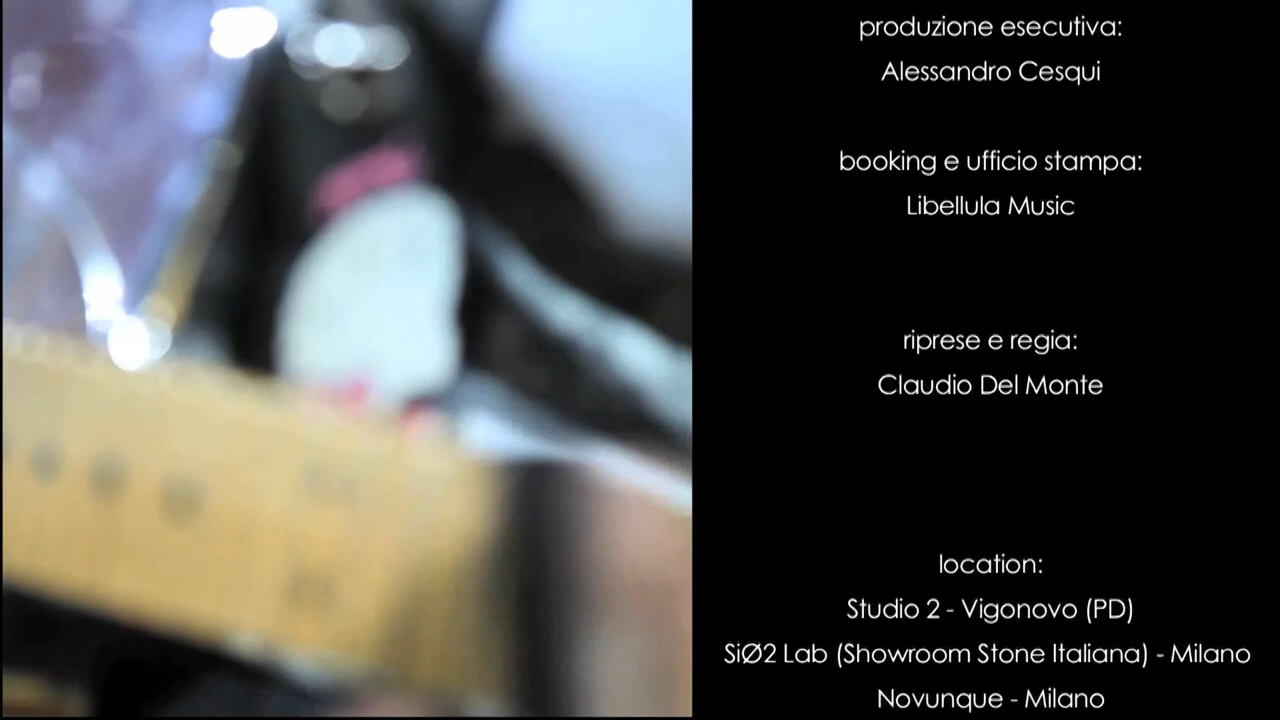 produzione esecutiva:
Alessandro Cesqui
booking e ufficio stampa:
Libellula Music
riprese e regia:
Claudio Del Monte
location:
Studio 2 - Vigonovo (PD)
SiØ2 Lab (Showroom Stone Italiana) - Milano
Novunque - Milano